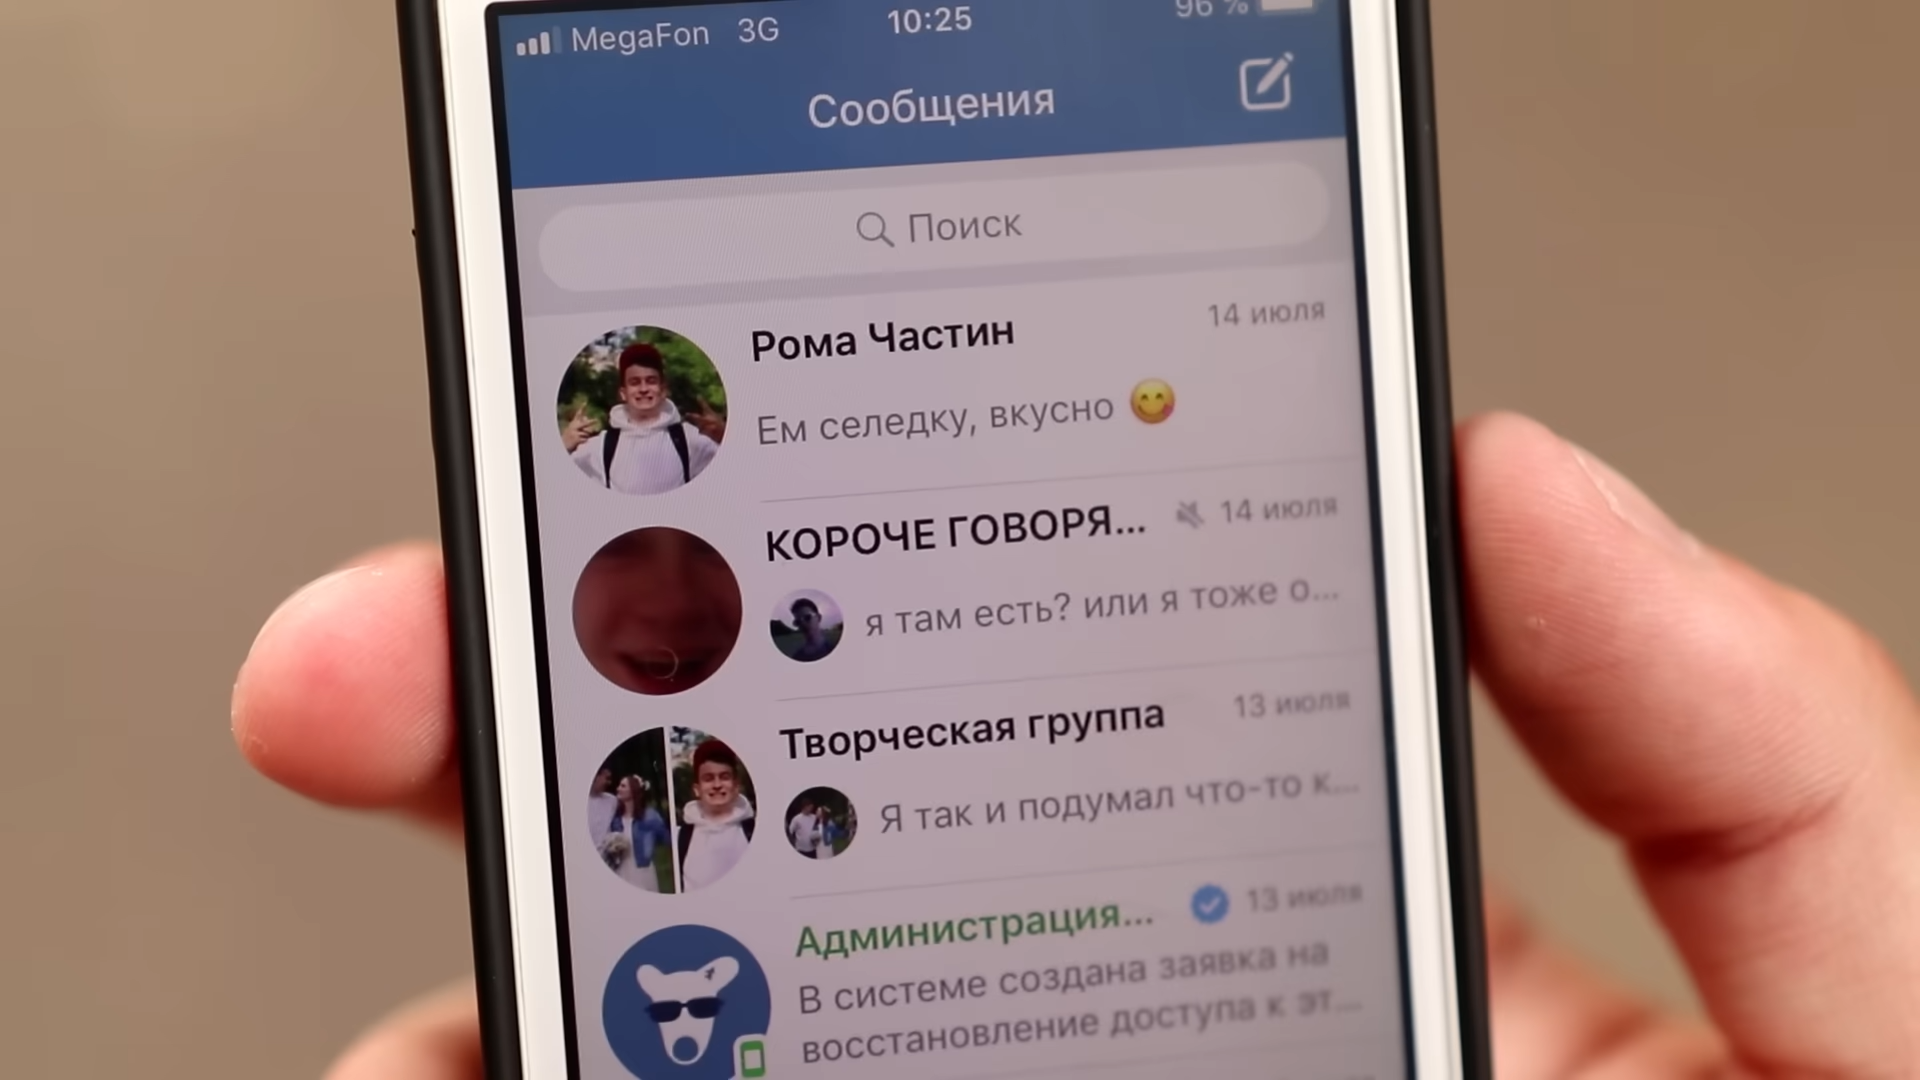 MegaFon 3G 10:25 96 %
Сообщения
Поиск
Рома Частин 14 июля
Ем селедку, вкусно 😋
КОРОЧЕ ГОВОРЯ... 14 июля
я там есть? или я тоже о...
Творческая группа 13 июля
Я так и подумал что-то к...
Администрация... 13 июля
В системе создана заявка на
восстановление доступа к эт...